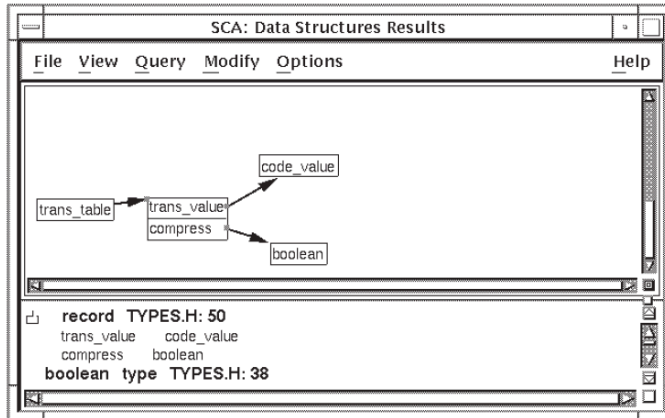 SCA: Data Structures Results
File View Query Modify Options Help
code_value
trans_table
trans_value
compress
boolean
record TYPES.H: 50
trans_value code_value
compress boolean
boolean type TYPES.H: 38